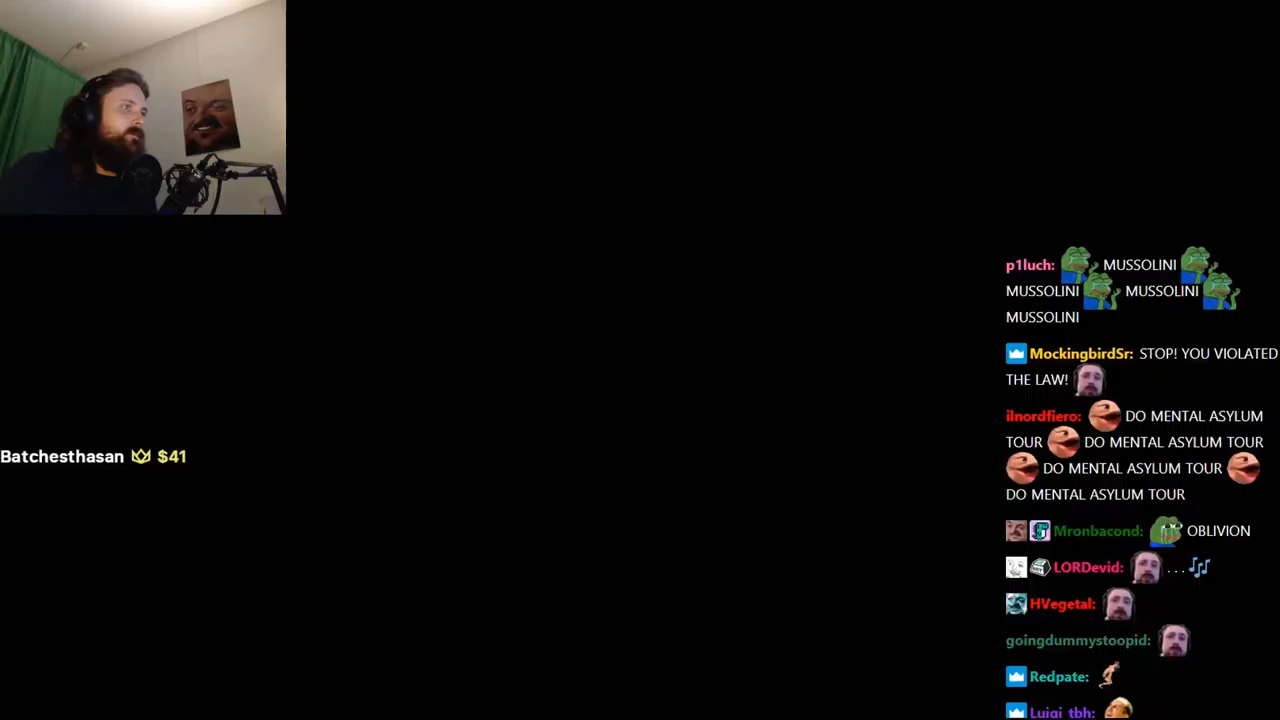 p1luch: MUSSOLINI
MUSSOLINI MUSSOLINI
MUSSOLINI
MockingbirdSr: STOP! YOU VIOLATED
THE LAW!
ilnordfiero: DO MENTAL ASYLUM
TOUR DO MENTAL ASYLUM TOUR
DO MENTAL ASYLUM TOUR
DO MENTAL ASYLUM TOUR
Batchesthasan $41
Mronbacond: OBLIVION
LORDevid: ...
HVegetal:
goingdummystoopid:
Redpate:
Luigi_tbh: